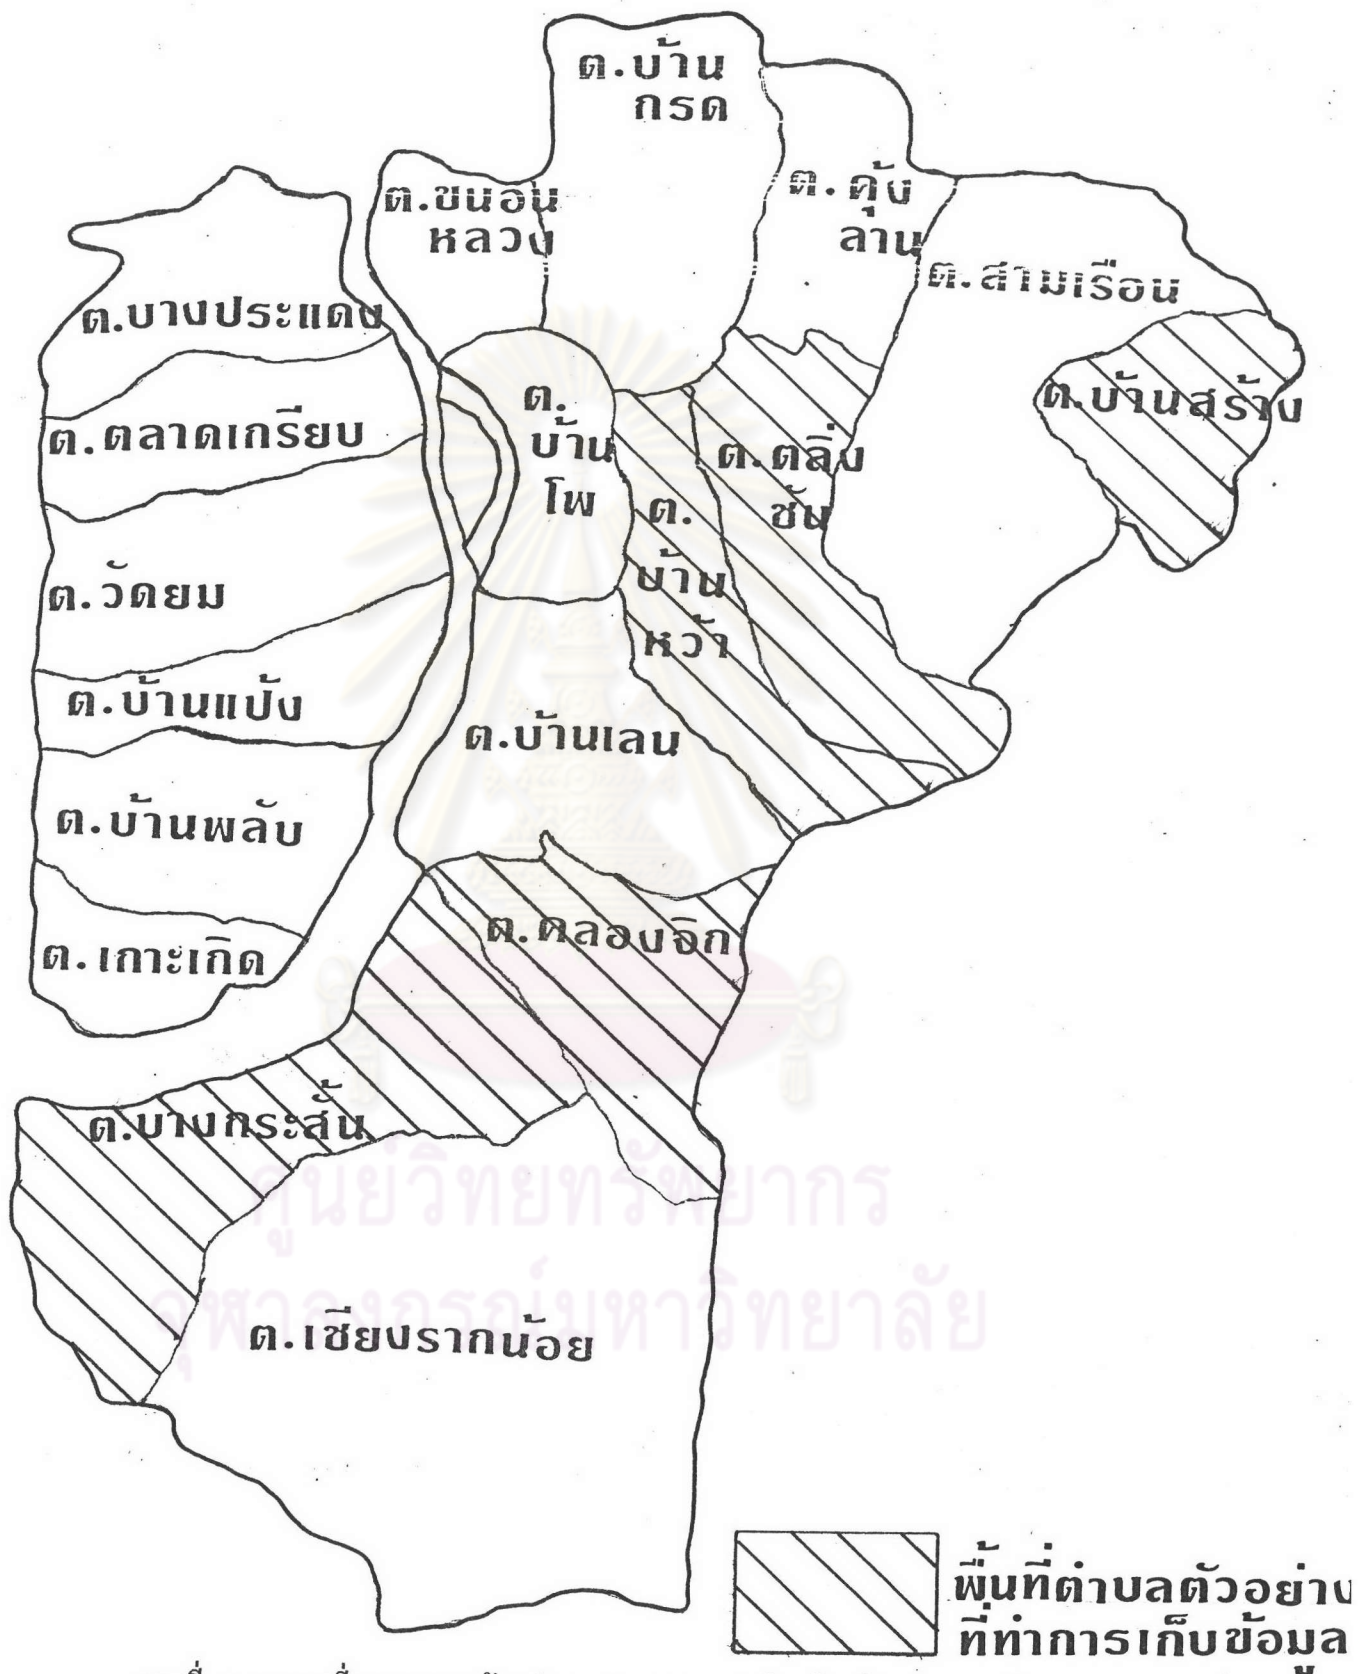 ต.บ้าน
กรด
ต.คุ้ง
ลาน
ต.ขนอน
หลวง
ต.สามเรือน
ต.บางประแดง
ต.บ้านสร้าง
ต.
บ้าน
โพ
ต.ตลาดเกรียบ
ต.ตลิ่ง
ชัน
ต.
บ้าน
หว้า
ต.วัดยม
ต.บ้านแป้ง
ต.บ้านเลน
ต.บ้านพลับ
ต.คลองจิก
ต.เกาะเกิด
ต.บางกระสั้น
ศูนย์วิทยทรัพยากร
จุฬาลงกรณ์มหาวิทยาลัย
ต.เชียงรากน้อย
พื้นที่ตำบลตัวอย่าง
ที่ทำการเก็บข้อมูล